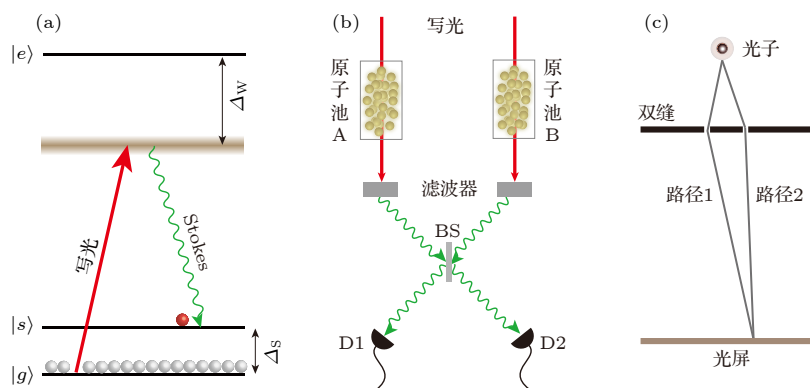 (a)
|e⟩
Δw
写光
Stokes
|s⟩
Δs
|g⟩
(b)
写光
原子池A
原子池B
滤波器
BS
D1
D2
(c)
光子
双缝
路径1
路径2
光屏